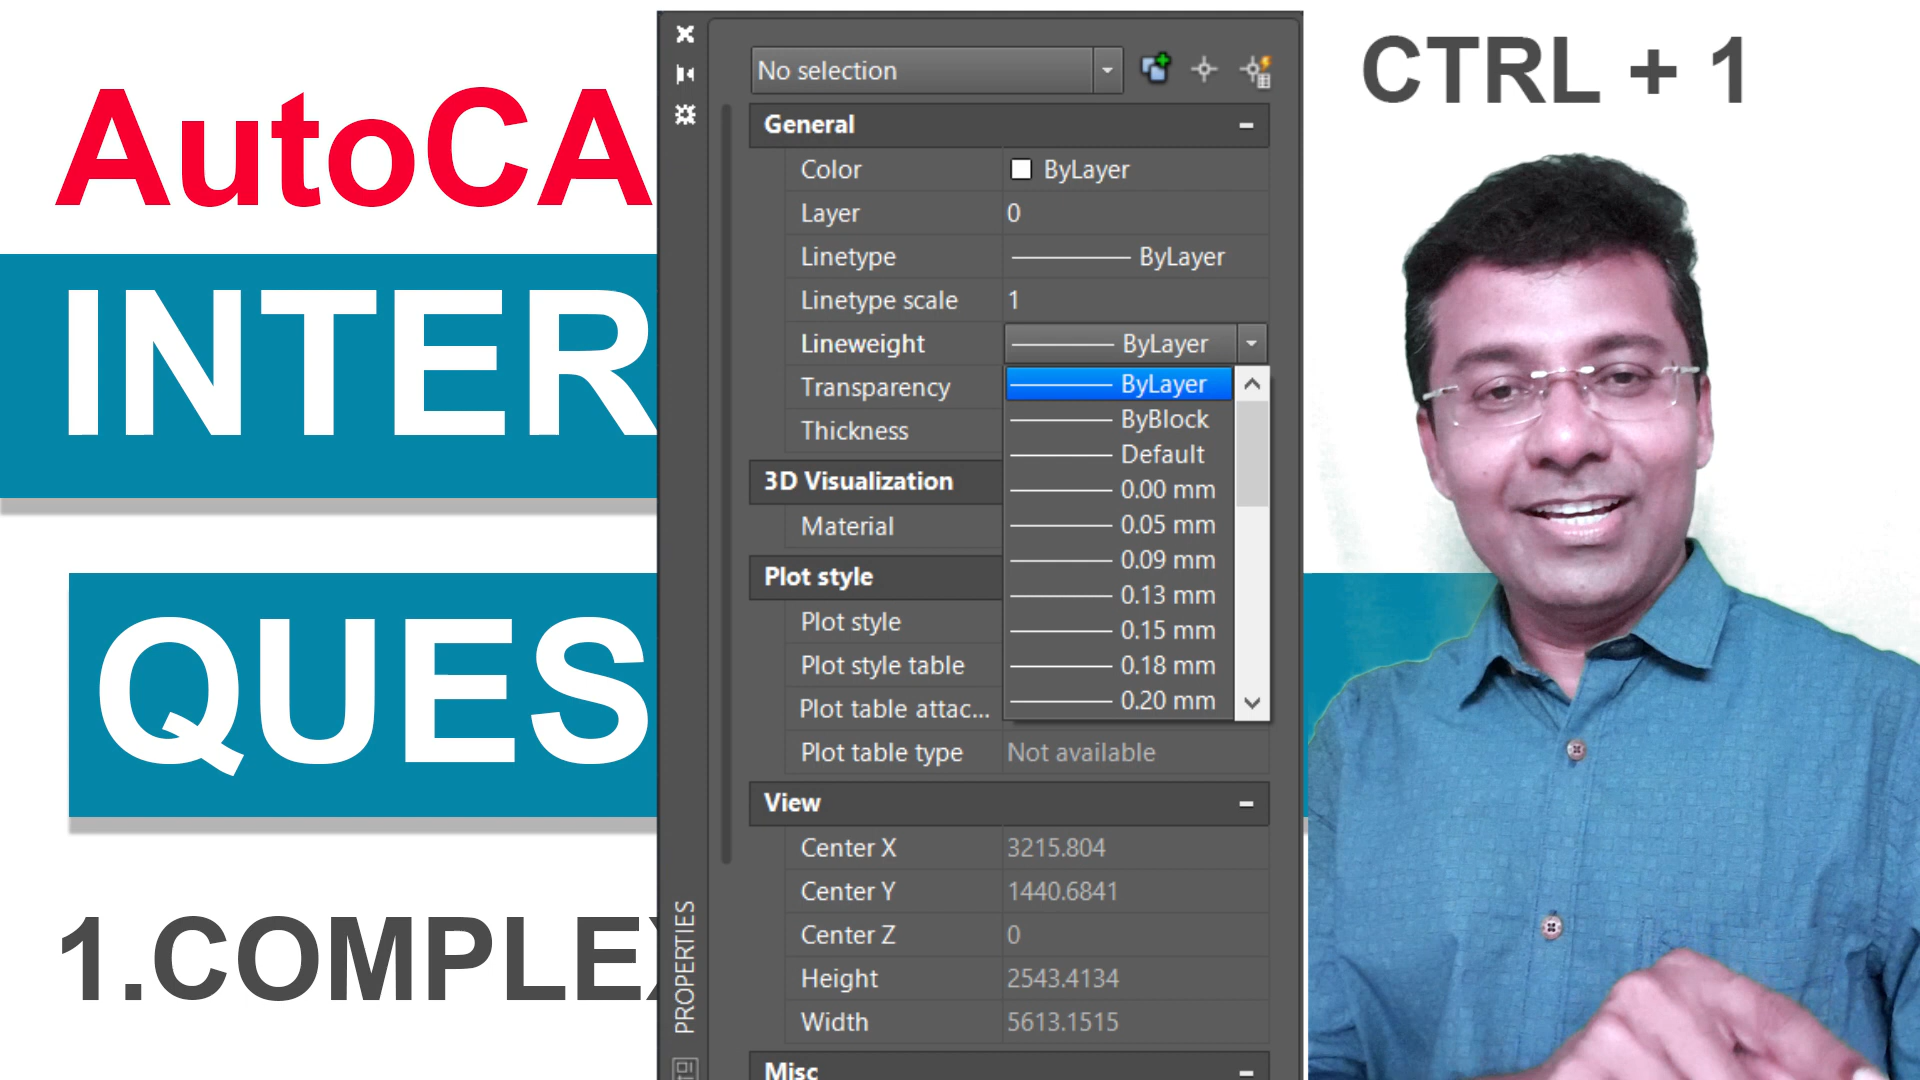 AutoCA
INTER
QUES
1.COMPLEX
CTRL + 1
No selection
General
Color ByLayer
Layer 0
Linetype ByLayer
Linetype scale 1
Lineweight ByLayer
Transparency
Thickness
ByLayer
ByBlock
Default
0.00 mm
0.05 mm
0.09 mm
0.13 mm
0.15 mm
0.18 mm
0.20 mm
3D Visualization
Material
Plot style
Plot style
Plot style table
Plot table attac...
Plot table type Not available
View
Center X 3215.804
Center Y 1440.6841
Center Z 0
Height 2543.4134
Width 5613.1515
Misc
PROPERTIES